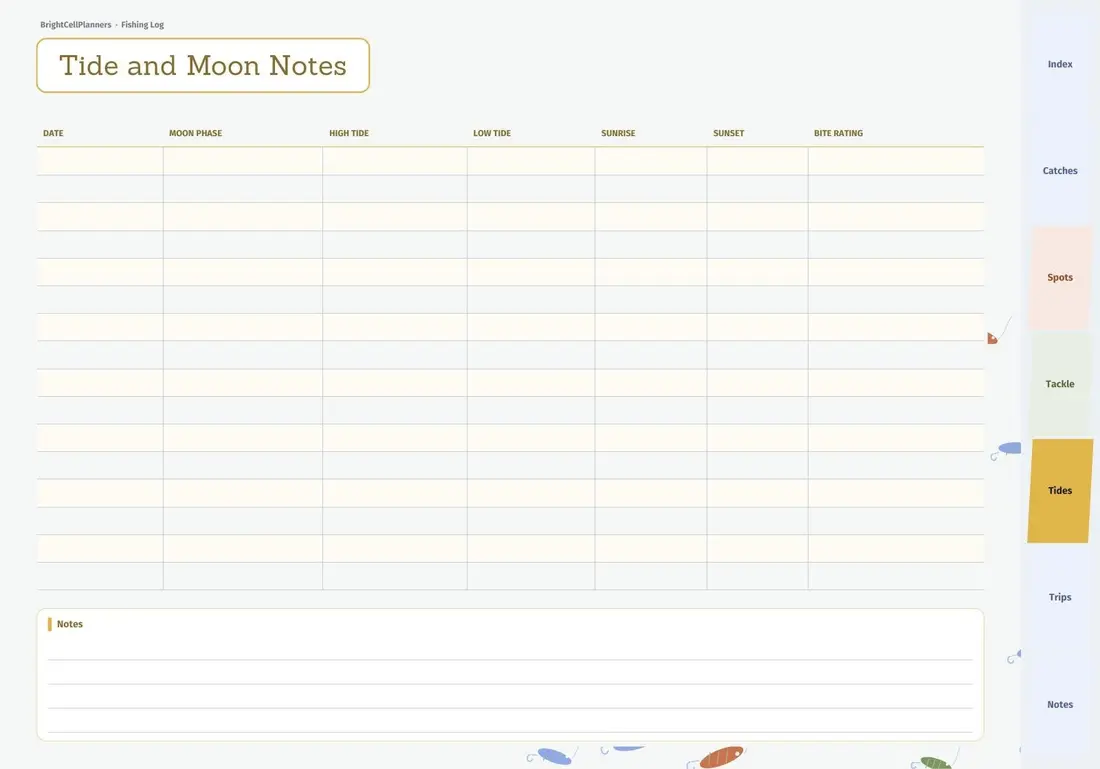 BrightCellPlanners · Fishing Log
Tide and Moon Notes
DATE MOON PHASE HIGH TIDE LOW TIDE SUNRISE SUNSET BITE RATING
Notes
Index
Catches
Spots
Tackle
Tides
Trips
Notes